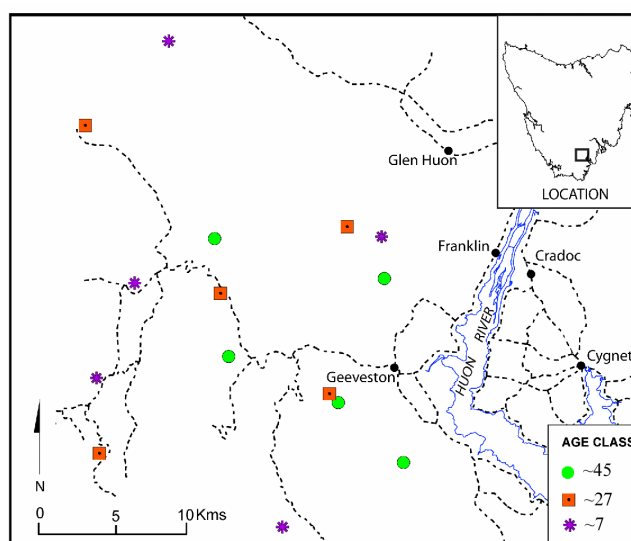 LOCATION
Glen Huon
Franklin
Cradoc
HUON RIVER
Geeveston
Cygnet
AGE CLASS
~45
~27
~7
N
0 5 10 Kms